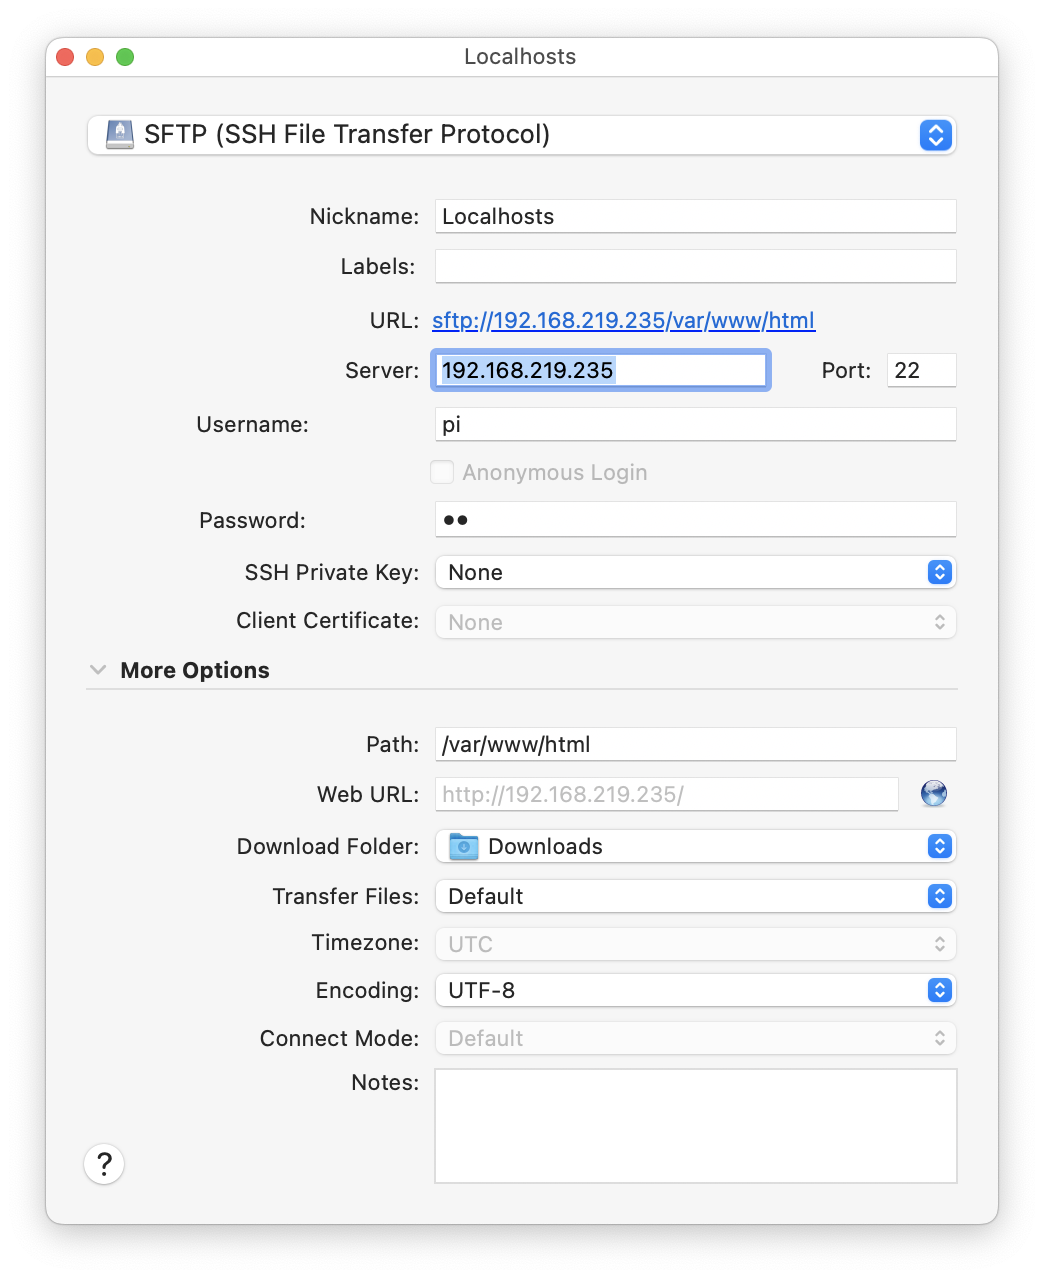 Localhosts
SFTP (SSH File Transfer Protocol)
Nickname: Localhosts
Labels:
URL: sftp://192.168.219.235/var/www/html
Server: 192.168.219.235 Port: 22
Username: pi
Anonymous Login
Password: ●●
SSH Private Key: None
Client Certificate: None
More Options
Path: /var/www/html
Web URL: http://192.168.219.235/
Download Folder: Downloads
Transfer Files: Default
Timezone: UTC
Encoding: UTF-8
Connect Mode: Default
Notes:
?